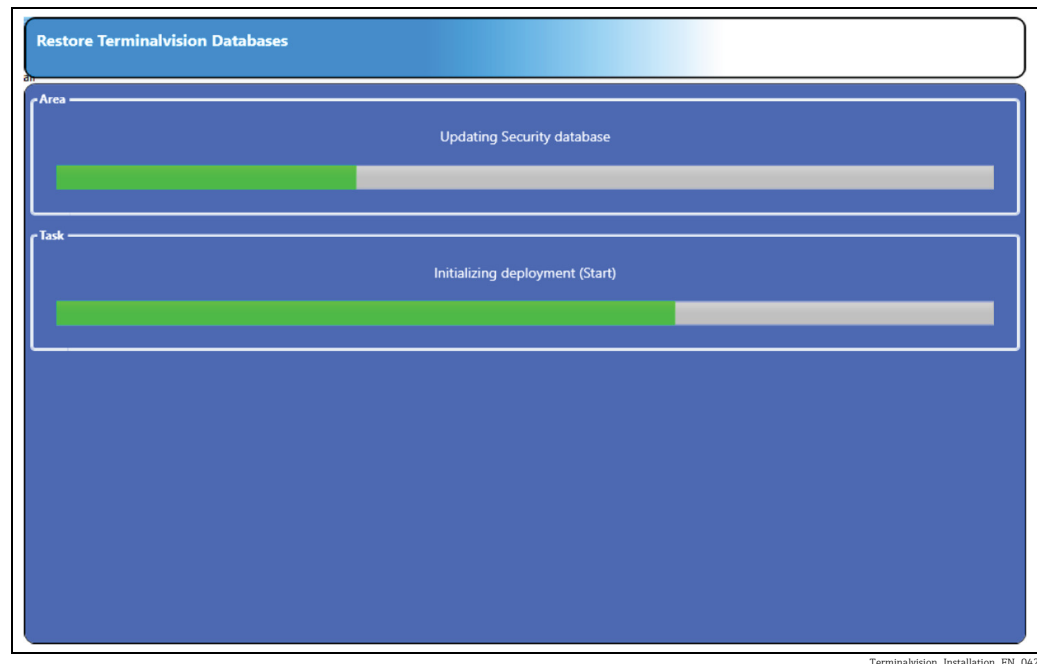 Restore Terminalvision Databases
Area
Updating Security database
Task
Initializing deployment (Start)